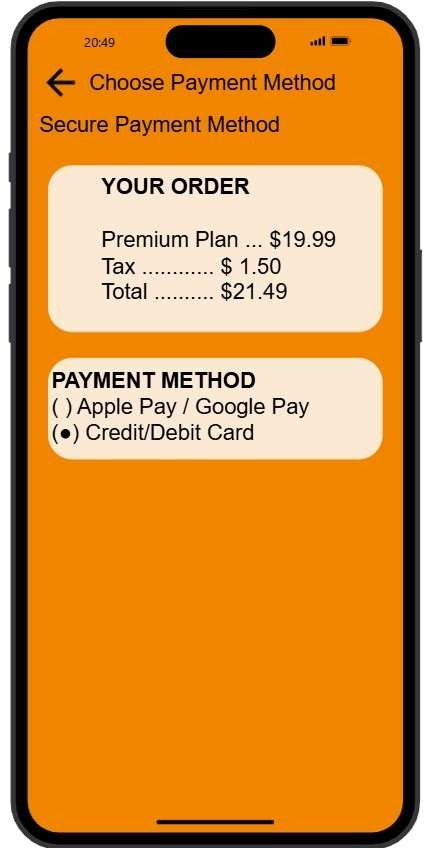 20:49
Choose Payment Method
Secure Payment Method
YOUR ORDER
Premium Plan ... $19.99
Tax ............ $ 1.50
Total .......... $21.49
PAYMENT METHOD
( ) Apple Pay / Google Pay
(●) Credit/Debit Card